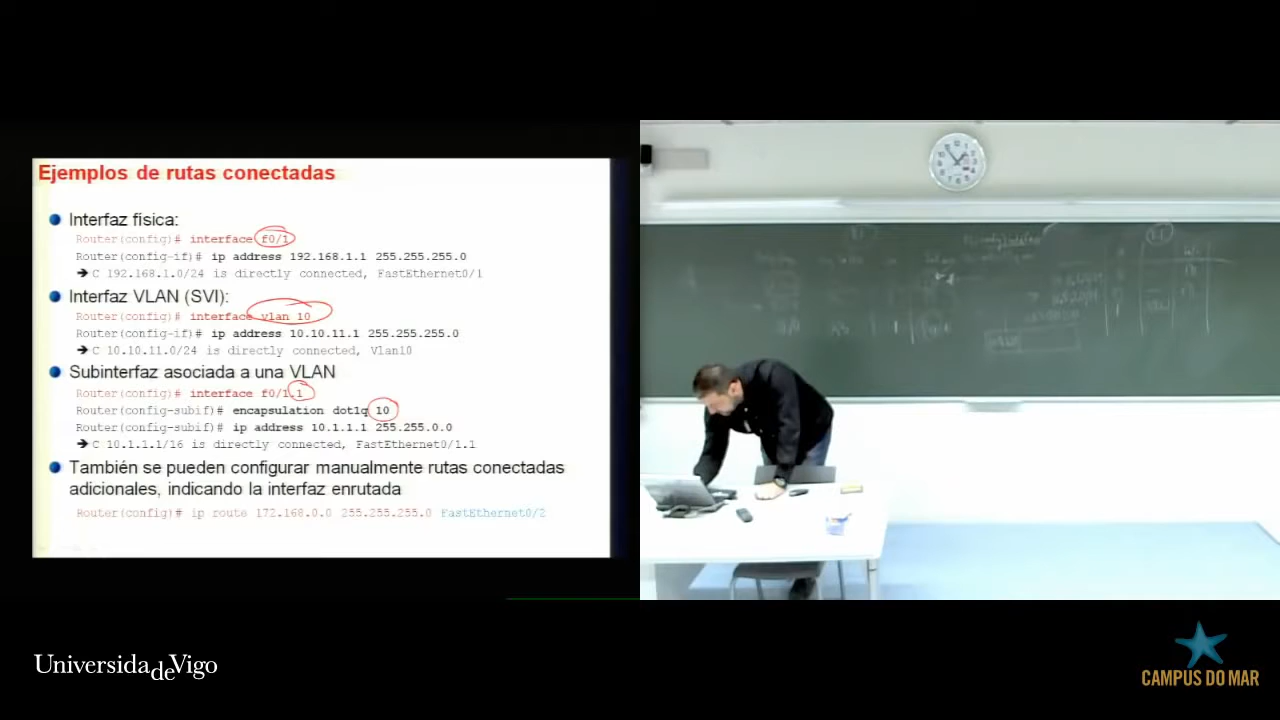 Ejemplos de rutas conectadas
Interfaz física:
Router(config)# interface f0/1
Router(config-if)# ip address 192.168.1.1 255.255.255.0
➔ C 192.168.1.0/24 is directly connected, FastEthernet0/1
Interfaz VLAN (SVI):
Router(config)# interface vlan 10
Router(config-if)# ip address 10.10.11.1 255.255.255.0
➔ C 10.10.11.0/24 is directly connected, Vlan10
Subinterfaz asociada a una VLAN
Router(config)# interface f0/1.1
Router(config-subif)# encapsulation dot1q 10
Router(config-subif)# ip address 10.1.1.1 255.255.0.0
➔ C 10.1.1.1/16 is directly connected, FastEthernet0/1.1
También se pueden configurar manualmente rutas conectadas
adicionales, indicando la interfaz enrutada
Router(config)# ip route 172.168.0.0 255.255.255.0 FastEthernet0/2
Universidade Vigo
CAMPUS DO MAR